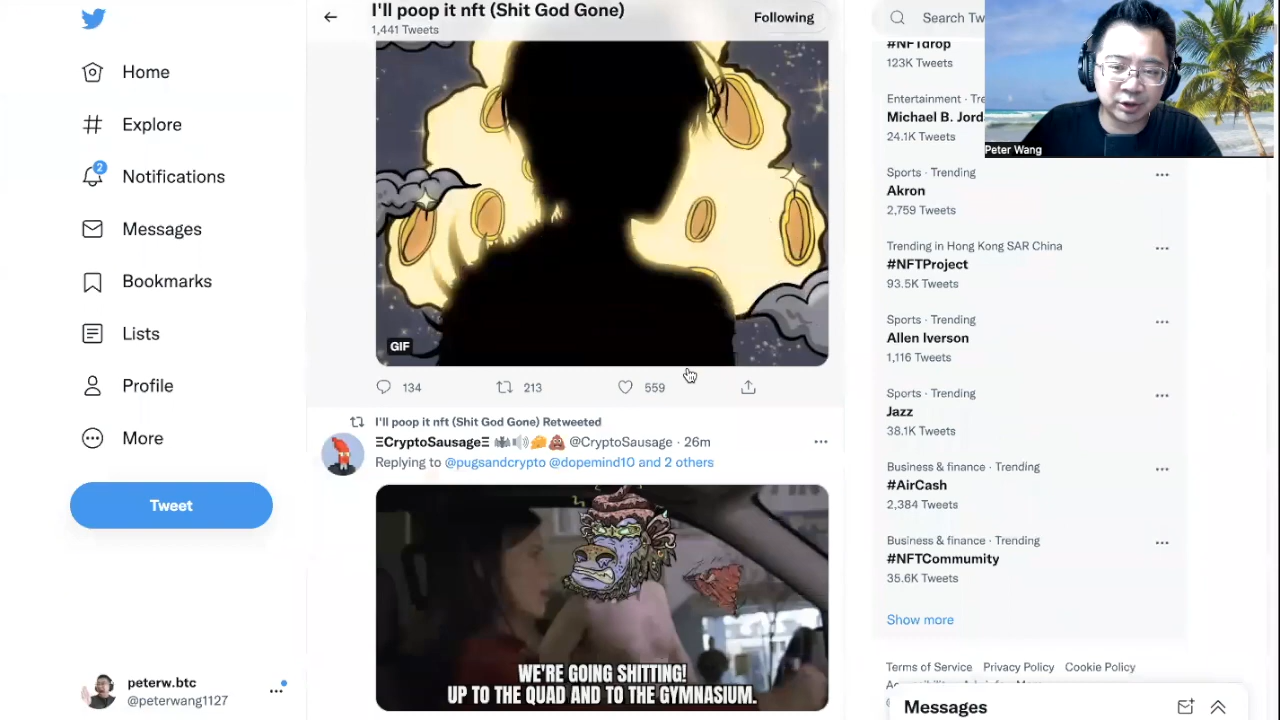 Home
Explore
2
Notifications
Messages
Bookmarks
Lists
Profile
More
Tweet
peterw.btc
@peterwang1127
I'll poop it nft (Shit God Gone)
1,441 Tweets
Following
GIF
134 213 559
I'll poop it nft (Shit God Gone) Retweeted
ΞCryptoSausageΞ 🦇🔊🧀💩 @CryptoSausage · 26m
Replying to @pugsandcrypto @dopemind10 and 2 others
WE'RE GOING SHITTING!
UP TO THE QUAD AND TO THE GYMNASIUM.
Search Tw
#NFTdrop
123K Tweets
Entertainment · Tre
Michael B. Jord
24.1K Tweets
Peter Wang
Sports · Trending
Akron
2,759 Tweets
Trending in Hong Kong SAR China
#NFTProject
93.5K Tweets
Sports · Trending
Allen Iverson
1,116 Tweets
Sports · Trending
Jazz
38.1K Tweets
Business & finance · Trending
#AirCash
2,384 Tweets
Business & finance · Trending
#NFTCommumity
35.6K Tweets
Show more
Terms of Service Privacy Policy Cookie Policy
Messages